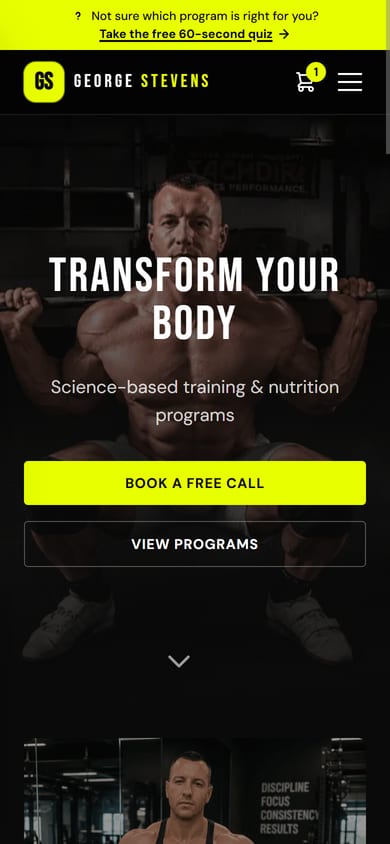 ? Not sure which program is right for you?
Take the free 60-second quiz →
GS GEORGE STEVENS
1
TRANSFORM YOUR
BODY
Science-based training & nutrition
programs
BOOK A FREE CALL
VIEW PROGRAMS
DISCIPLINE
FOCUS
CONSISTENCY
RESULTS